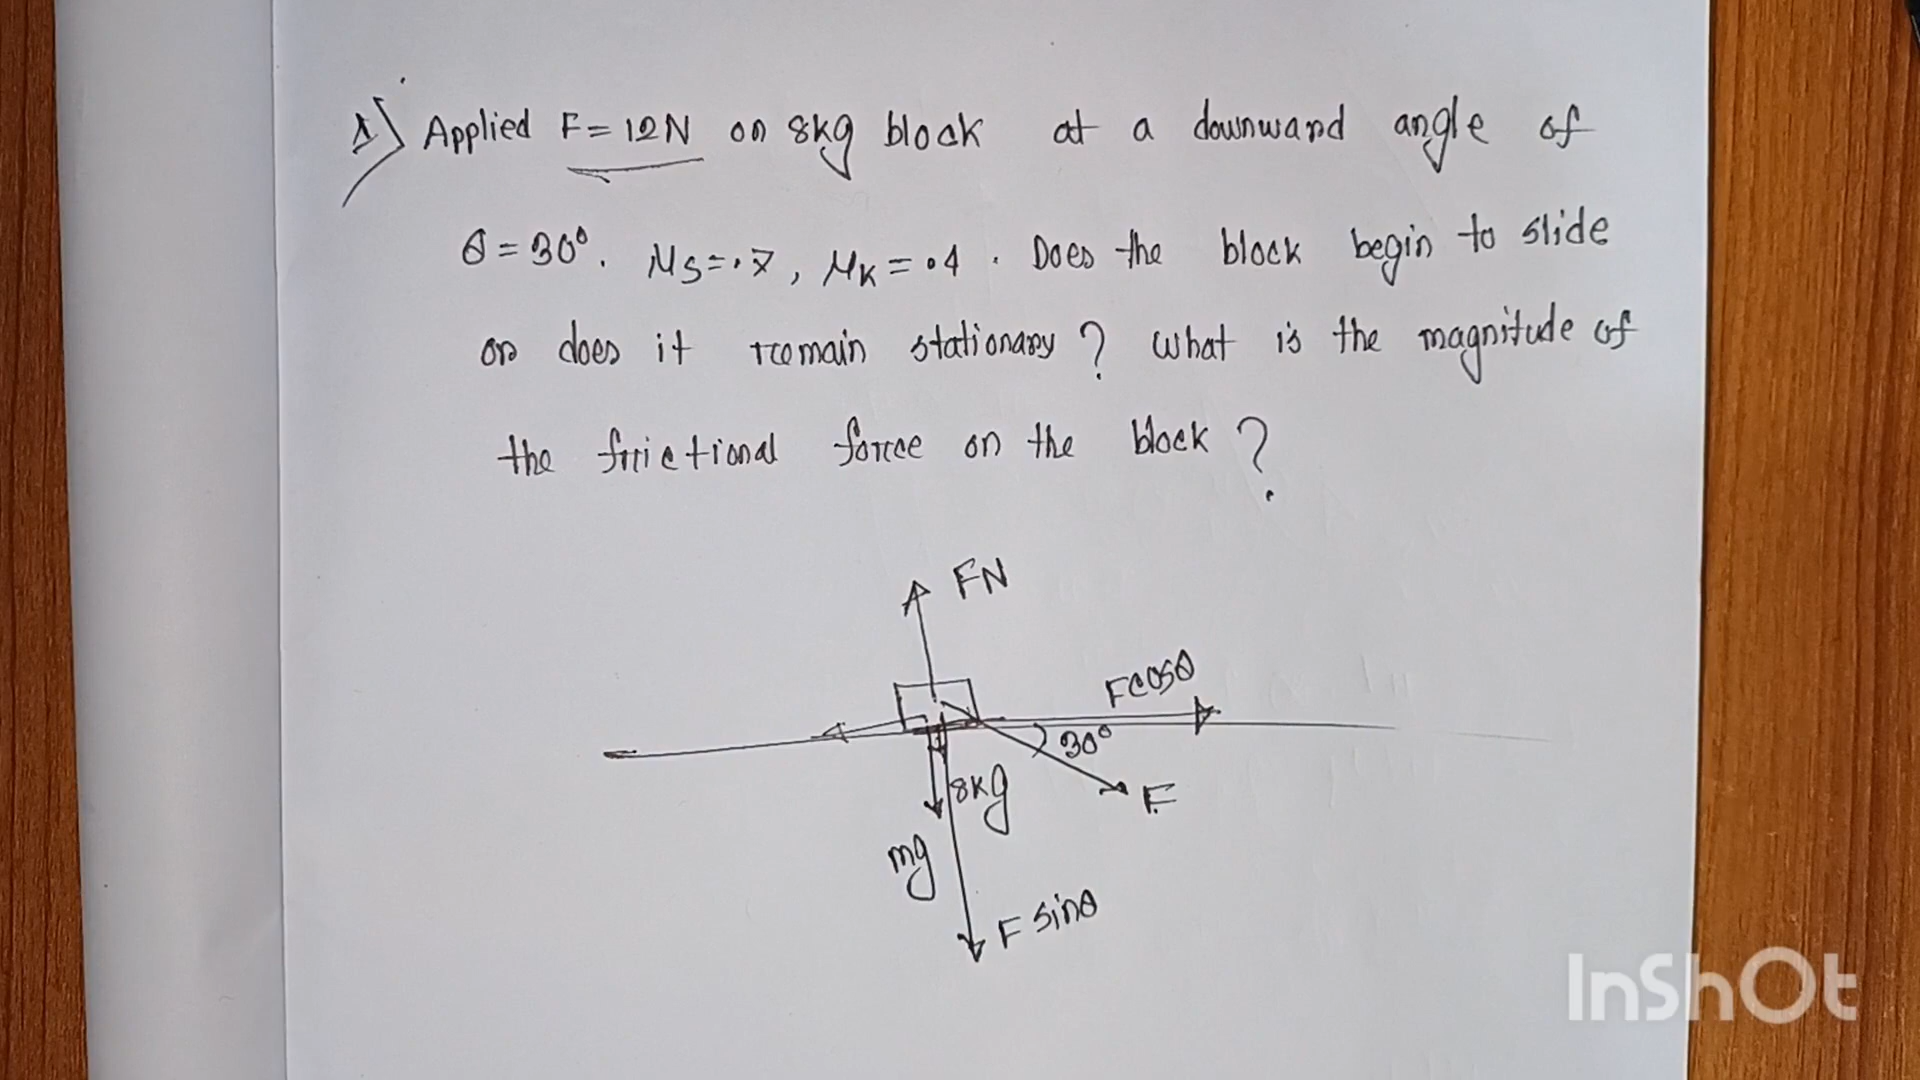 1) Applied F=12N on 8kg block at a downward angle of
θ=30°. μs=.7, μk=.4. Does the block begin to slide
or does it remain stationary? What is the magnitude of
the frictional force on the block?
FN
Fcosθ
30°
F
8kg
mg
F sinθ
InShOt